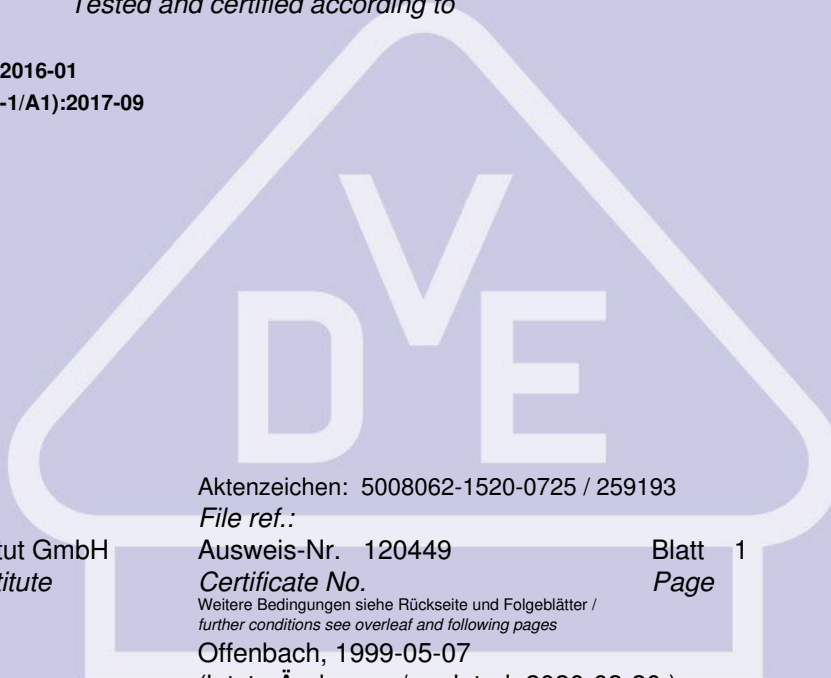 Tested and certified according to
2016-01
-1/A1):2017-09
V
D E
Aktenzeichen: 5008062-1520-0725 / 259193
File ref.:
tut GmbH Ausweis-Nr. 120449 Blatt 1
titute Certificate No. Page
Weitere Bedingungen siehe Rückseite und Folgeblätter /
further conditions see overleaf and following pages
Offenbach, 1999-05-07